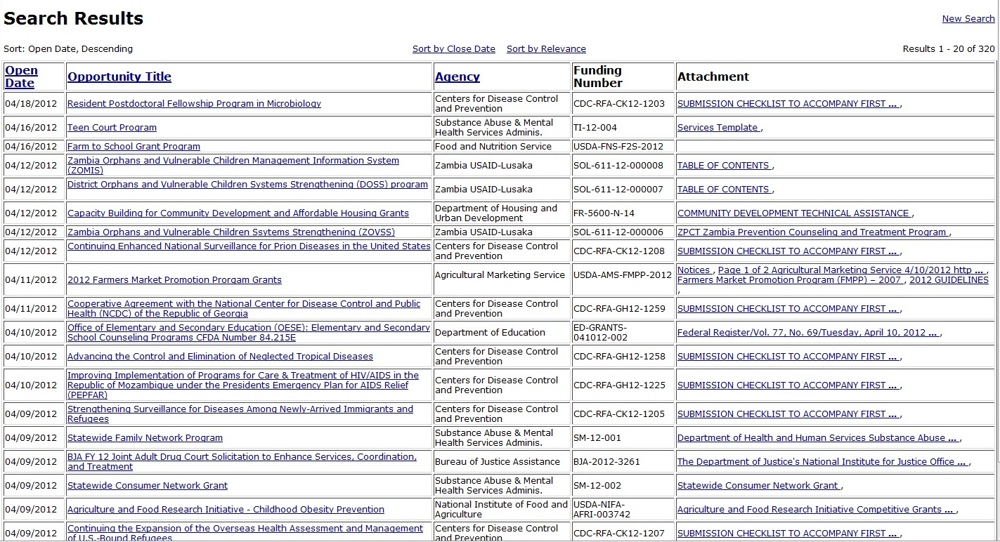 Search Results
New Search
Sort: Open Date, Descending
Sort by Close Date Sort by Relevance
Results 1 - 20 of 320
Open Date Opportunity Title Agency Funding Number Attachment
04/18/2012 Resident Postdoctoral Fellowship Program in Microbiology Centers for Disease Control and Prevention CDC-RFA-CK12-1203 SUBMISSION CHECKLIST TO ACCOMPANY FIRST ... ,
04/16/2012 Teen Court Program Substance Abuse & Mental Health Services Adminis. TI-12-004 Services Template ,
04/16/2012 Farm to School Grant Program Food and Nutrition Service USDA-FNS-F2S-2012
04/12/2012 Zambia Orphans and Vulnerable Children Management Information System (ZOMIS) Zambia USAID-Lusaka SOL-611-12-000008 TABLE OF CONTENTS ,
04/12/2012 District Orphans and Vulnerable Children Systems Strengthening (DOSS) program Zambia USAID-Lusaka SOL-611-12-000007 TABLE OF CONTENTS ,
04/12/2012 Capacity Building for Community Development and Affordable Housing Grants Department of Housing and Urban Development FR-5600-N-14 COMMUNITY DEVELOPMENT TECHNICAL ASSISTANCE ,
04/12/2012 Zambia Orphans and Vulnerable Children Ssytems Strengthening (ZOVSS) Zambia USAID-Lusaka SOL-611-12-000006 ZPCT Zambia Prevention Counseling and Treatment Program ,
04/12/2012 Continuing Enhanced National Surveillance for Prion Diseases in the United States Centers for Disease Control and Prevention CDC-RFA-CK12-1208 SUBMISSION CHECKLIST TO ACCOMPANY FIRST ... ,
04/11/2012 2012 Farmers Market Promotion Prorgam Grants Agricultural Marketing Service USDA-AMS-FMPP-2012 Notices , Page 1 of 2 Agricultural Marketing Service 4/10/2012 http ... , Farmers Market Promotion Program (FMPP) – 2007 , 2012 GUIDELINES ,
04/11/2012 Cooperative Agreement with the National Center for Disease Control and Public Health (NCDC) of the Republic of Georgia Centers for Disease Control and Prevention CDC-RFA-GH12-1259 SUBMISSION CHECKLIST TO ACCOMPANY FIRST ... ,
04/10/2012 Office of Elementary and Secondary Education (OESE): Elementary and Secondary School Counseling Programs CFDA Number 84.215E Department of Education ED-GRANTS-041012-002 Federal Register/Vol. 77, No. 69/Tuesday, April 10, 2012 ... ,
04/10/2012 Advancing the Control and Elimination of Neglected Tropical Diseases Centers for Disease Control and Prevention CDC-RFA-GH12-1258 SUBMISSION CHECKLIST TO ACCOMPANY FIRST ... ,
04/10/2012 Improving Implementation of Programs for Care & Treatment of HIV/AIDS in the Republic of Mozambique under the Presidents Emergency Plan for AIDS Relief (PEPFAR) Centers for Disease Control and Prevention CDC-RFA-GH12-1225 SUBMISSION CHECKLIST TO ACCOMPANY FIRST ... ,
04/09/2012 Strengthening Surveillance for Diseases Among Newly-Arrived Immigrants and Refugees Centers for Disease Control and Prevention CDC-RFA-CK12-1205 SUBMISSION CHECKLIST TO ACCOMPANY FIRST ... ,
04/09/2012 Statewide Family Network Program Substance Abuse & Mental Health Services Adminis. SM-12-001 Department of Health and Human Services Substance Abuse ... ,
04/09/2012 BJA FY 12 Joint Adult Drug Court Solicitation to Enhance Services, Coordination, and Treatment Bureau of Justice Assistance BJA-2012-3261 The Department of Justice's National Institute for Justice Office ... ,
04/09/2012 Statewide Consumer Network Grant Substance Abuse & Mental Health Services Adminis. SM-12-002 Statewide Consumer Network Grant ,
04/09/2012 Agriculture and Food Research Initiative - Childhood Obesity Prevention National Institute of Food and Agriculture USDA-NIFA-AFRI-003742 Agriculture and Food Research Initiative Competitive Grants ... ,
04/09/2012 Continuing the Expansion of the Overseas Health Assessment and Management of U.S.-Bound Refugees Centers for Disease Control and Prevention CDC-RFA-CK12-1207 SUBMISSION CHECKLIST TO ACCOMPANY FIRST ... ,